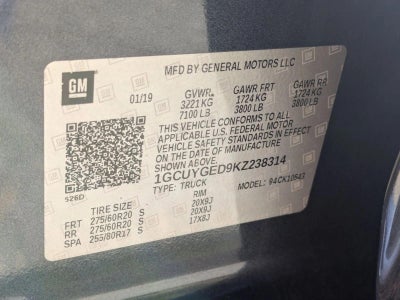 GM
MFD BY GENERAL MOTORS LLC
01/19 GVWR GAWR FRT GAWR RR
3221 KG 1724 KG 1724 KG
7100 LB 3800 LB 3800 LB
THIS VEHICLE CONFORMS TO ALL APPLICABLE
U.S. FEDERAL MOTOR
VEHICLE SAFETY STANDARDS IN EFFECT
ON THE DATE OF MANUFACTURE
1GCUYGED9KZ238314
TYPE: TRUCK MODEL: 94CK10543
S26D
TIRE SIZE RIM
FRT 275/60R20 S 20X9J
RR 275/60R20 S 20X9J
SPA 255/80R17 S 17X8J